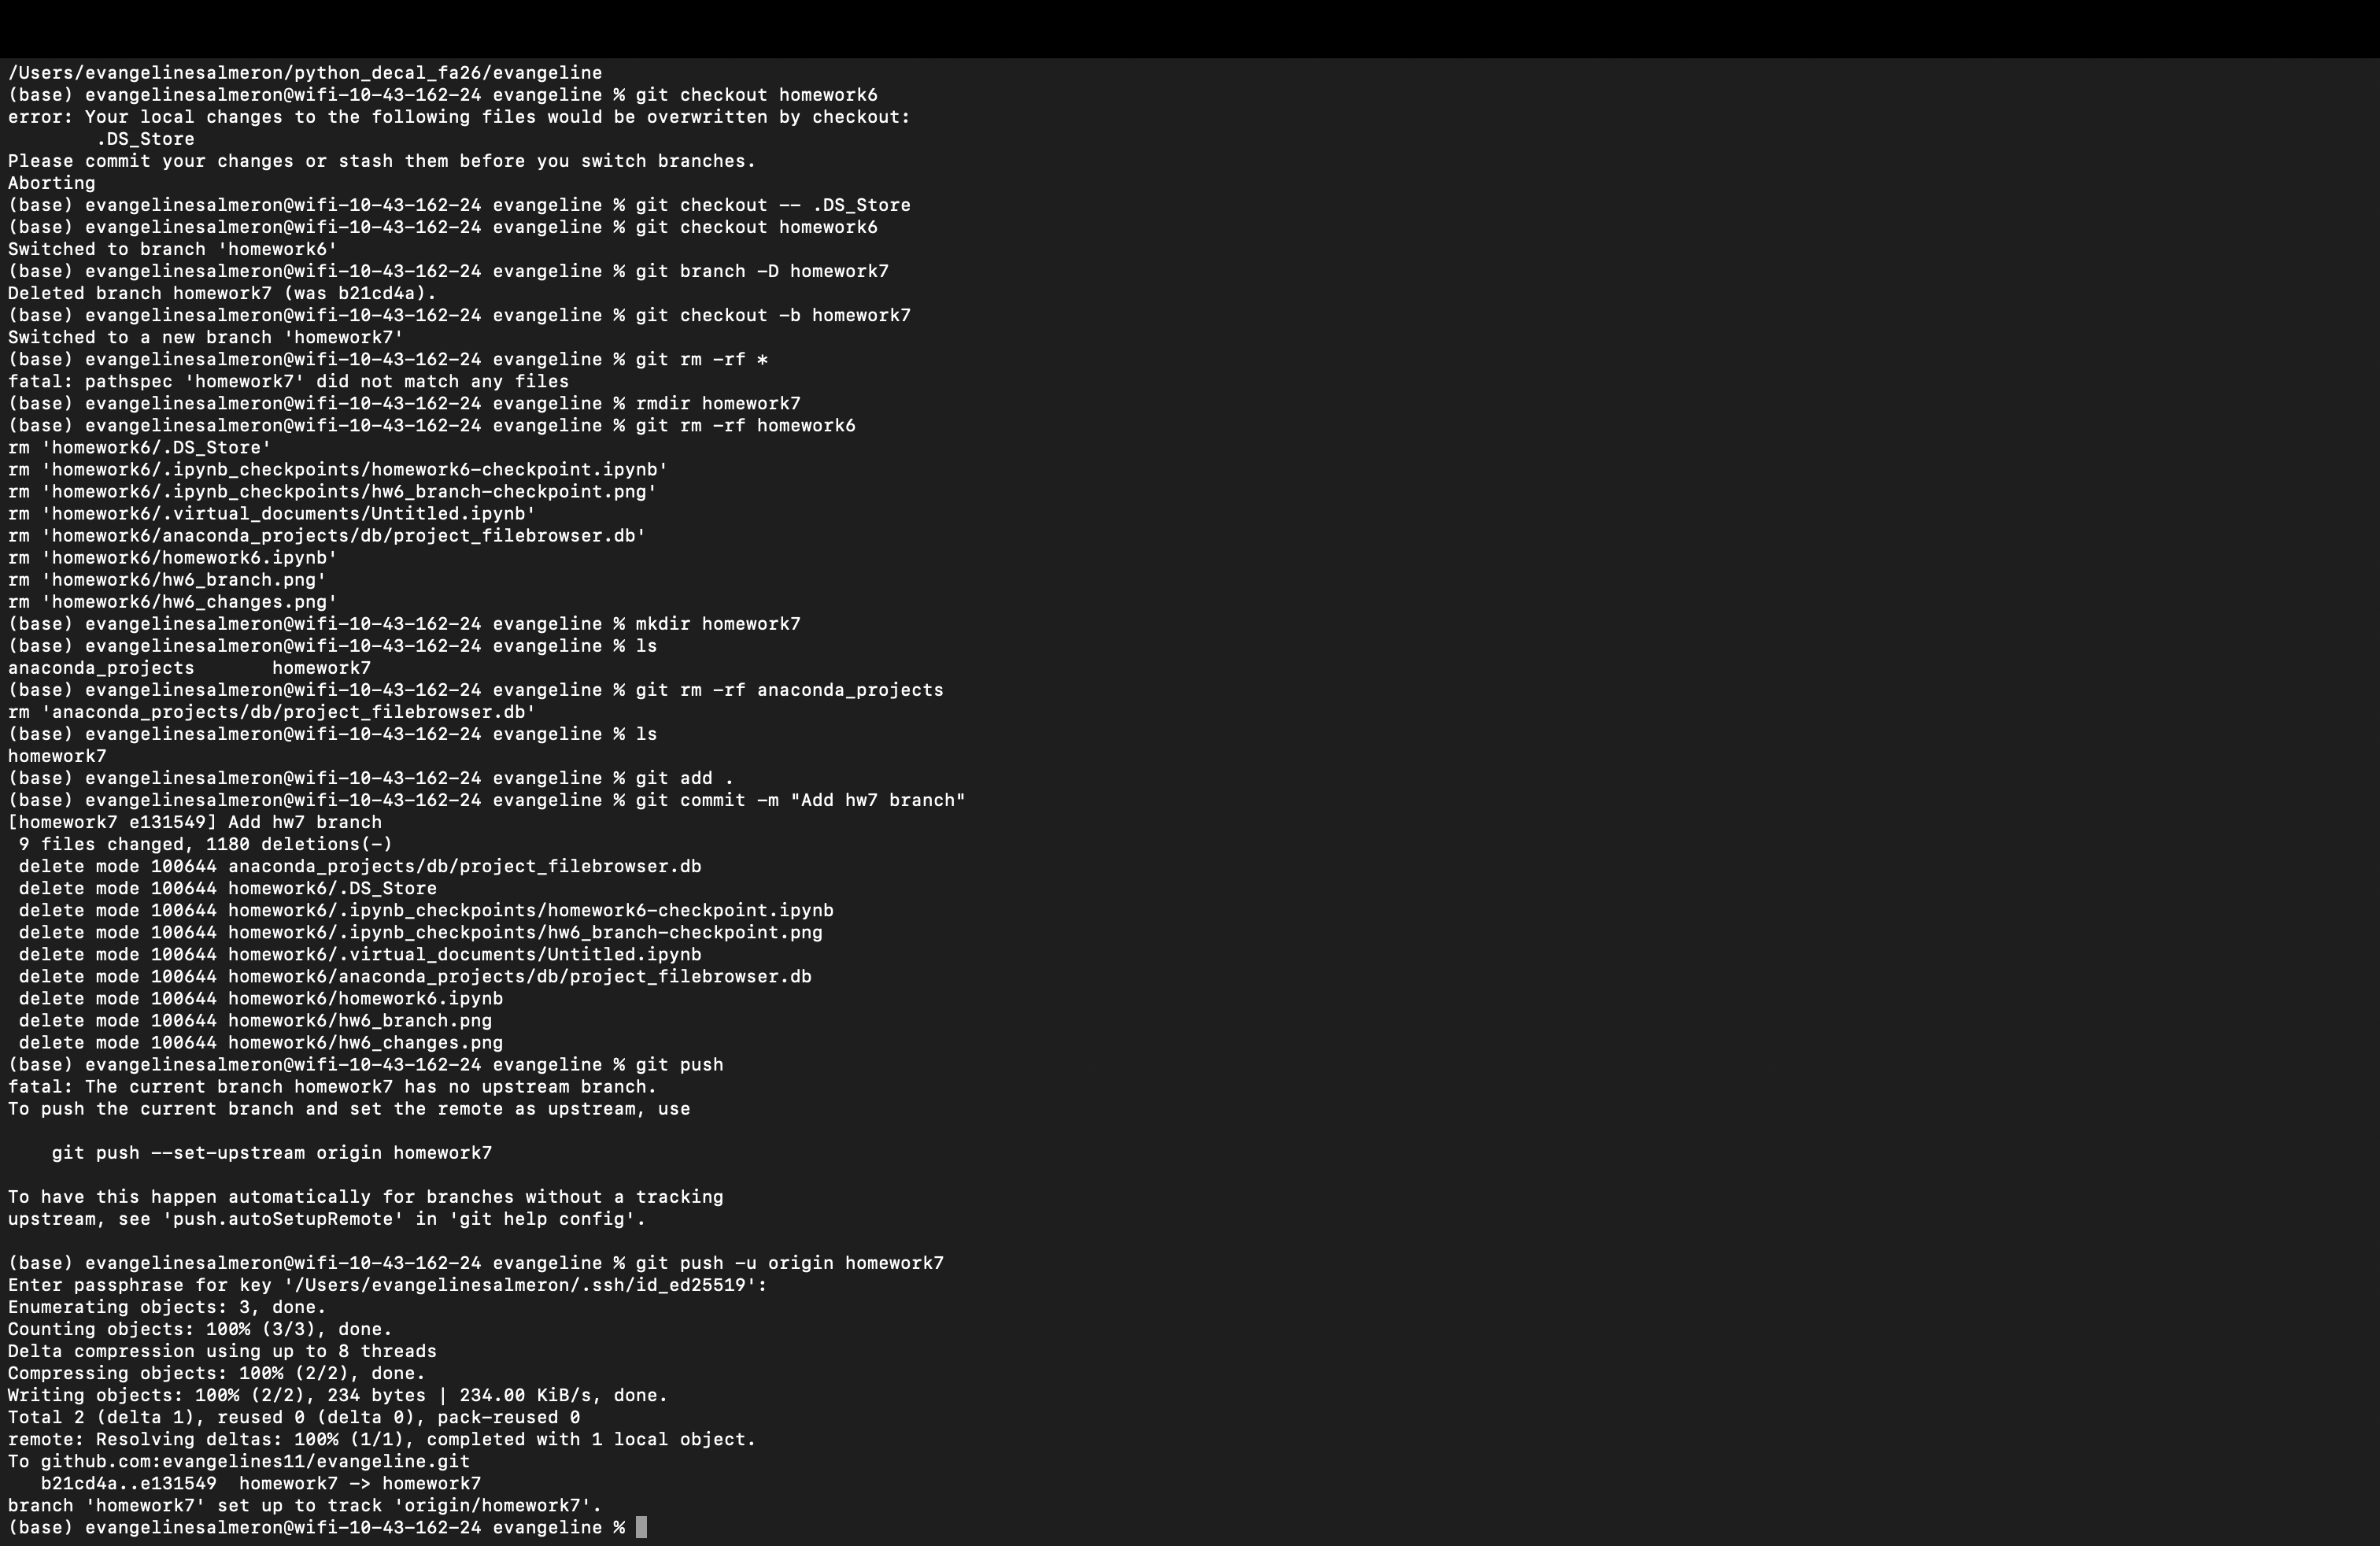 /Users/evangelinesalmeron/python_decal_fa26/evangeline
(base) evangelinesalmeron@wifi-10-43-162-24 evangeline % git checkout homework6
error: Your local changes to the following files would be overwritten by checkout:
        .DS_Store
Please commit your changes or stash them before you switch branches.
Aborting
(base) evangelinesalmeron@wifi-10-43-162-24 evangeline % git checkout -- .DS_Store
(base) evangelinesalmeron@wifi-10-43-162-24 evangeline % git checkout homework6
Switched to branch 'homework6'
(base) evangelinesalmeron@wifi-10-43-162-24 evangeline % git branch -D homework7
Deleted branch homework7 (was b21cd4a).
(base) evangelinesalmeron@wifi-10-43-162-24 evangeline % git checkout -b homework7
Switched to a new branch 'homework7'
(base) evangelinesalmeron@wifi-10-43-162-24 evangeline % git rm -rf *
fatal: pathspec 'homework7' did not match any files
(base) evangelinesalmeron@wifi-10-43-162-24 evangeline % rmdir homework7
(base) evangelinesalmeron@wifi-10-43-162-24 evangeline % git rm -rf homework6
rm 'homework6/.DS_Store'
rm 'homework6/.ipynb_checkpoints/homework6-checkpoint.ipynb'
rm 'homework6/.ipynb_checkpoints/hw6_branch-checkpoint.png'
rm 'homework6/.virtual_documents/Untitled.ipynb'
rm 'homework6/anaconda_projects/db/project_filebrowser.db'
rm 'homework6/homework6.ipynb'
rm 'homework6/hw6_branch.png'
rm 'homework6/hw6_changes.png'
(base) evangelinesalmeron@wifi-10-43-162-24 evangeline % mkdir homework7
(base) evangelinesalmeron@wifi-10-43-162-24 evangeline % ls
anaconda_projects       homework7
(base) evangelinesalmeron@wifi-10-43-162-24 evangeline % git rm -rf anaconda_projects
rm 'anaconda_projects/db/project_filebrowser.db'
(base) evangelinesalmeron@wifi-10-43-162-24 evangeline % ls
homework7
(base) evangelinesalmeron@wifi-10-43-162-24 evangeline % git add .
(base) evangelinesalmeron@wifi-10-43-162-24 evangeline % git commit -m "Add hw7 branch"
[homework7 e131549] Add hw7 branch
 9 files changed, 1180 deletions(-)
 delete mode 100644 anaconda_projects/db/project_filebrowser.db
 delete mode 100644 homework6/.DS_Store
 delete mode 100644 homework6/.ipynb_checkpoints/homework6-checkpoint.ipynb
 delete mode 100644 homework6/.ipynb_checkpoints/hw6_branch-checkpoint.png
 delete mode 100644 homework6/.virtual_documents/Untitled.ipynb
 delete mode 100644 homework6/anaconda_projects/db/project_filebrowser.db
 delete mode 100644 homework6/homework6.ipynb
 delete mode 100644 homework6/hw6_branch.png
 delete mode 100644 homework6/hw6_changes.png
(base) evangelinesalmeron@wifi-10-43-162-24 evangeline % git push
fatal: The current branch homework7 has no upstream branch.
To push the current branch and set the remote as upstream, use

    git push --set-upstream origin homework7

To have this happen automatically for branches without a tracking
upstream, see 'push.autoSetupRemote' in 'git help config'.

(base) evangelinesalmeron@wifi-10-43-162-24 evangeline % git push -u origin homework7
Enter passphrase for key '/Users/evangelinesalmeron/.ssh/id_ed25519':
Enumerating objects: 3, done.
Counting objects: 100% (3/3), done.
Delta compression using up to 8 threads
Compressing objects: 100% (2/2), done.
Writing objects: 100% (2/2), 234 bytes | 234.00 KiB/s, done.
Total 2 (delta 1), reused 0 (delta 0), pack-reused 0
remote: Resolving deltas: 100% (1/1), completed with 1 local object.
To github.com:evangelines11/evangeline.git
   b21cd4a..e131549  homework7 -> homework7
branch 'homework7' set up to track 'origin/homework7'.
(base) evangelinesalmeron@wifi-10-43-162-24 evangeline %